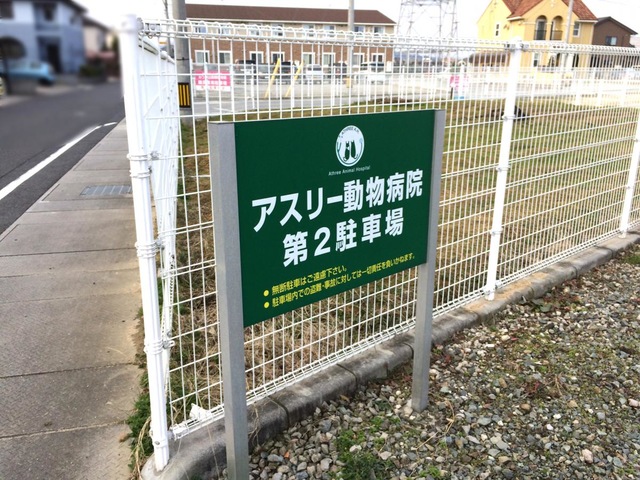 Athree Animal Hospital
アスリー動物病院
第2駐車場
● 無断駐車はご遠慮下さい。
● 駐車場内での盗難・事故に対しては一切責任を負いかねます。